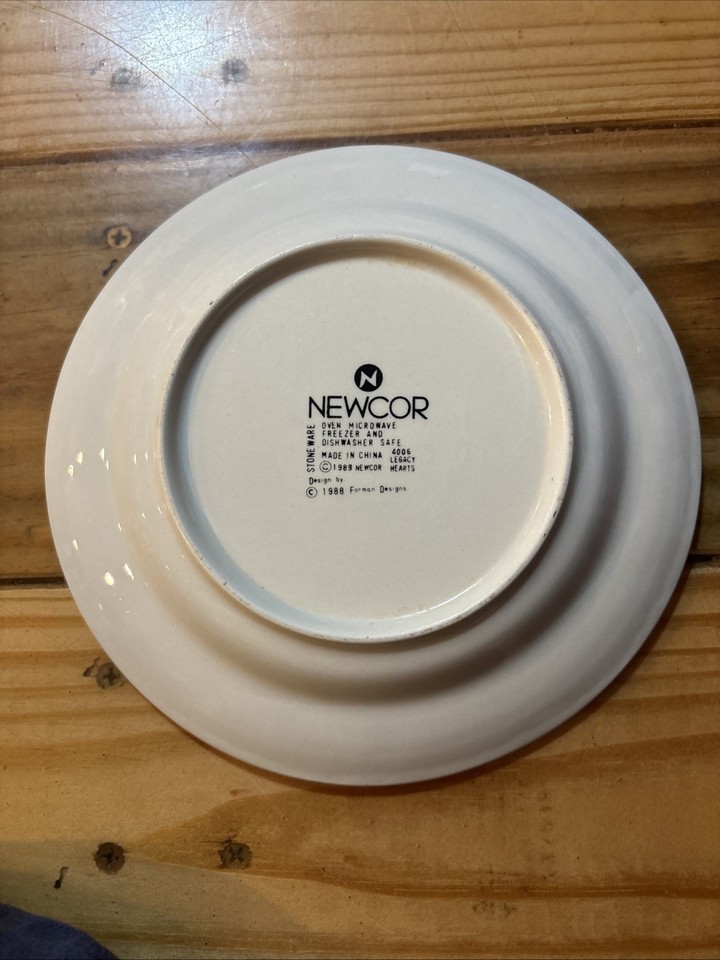 N
NEWCOR
STONEWARE
OVEN MICROWAVE
FREEZER AND
DISHWASHER SAFE
MADE IN CHINA
© 1989 NEWCOR
4006
LEGACY
HEARTS
Design by:
© 1988 Forman Designs